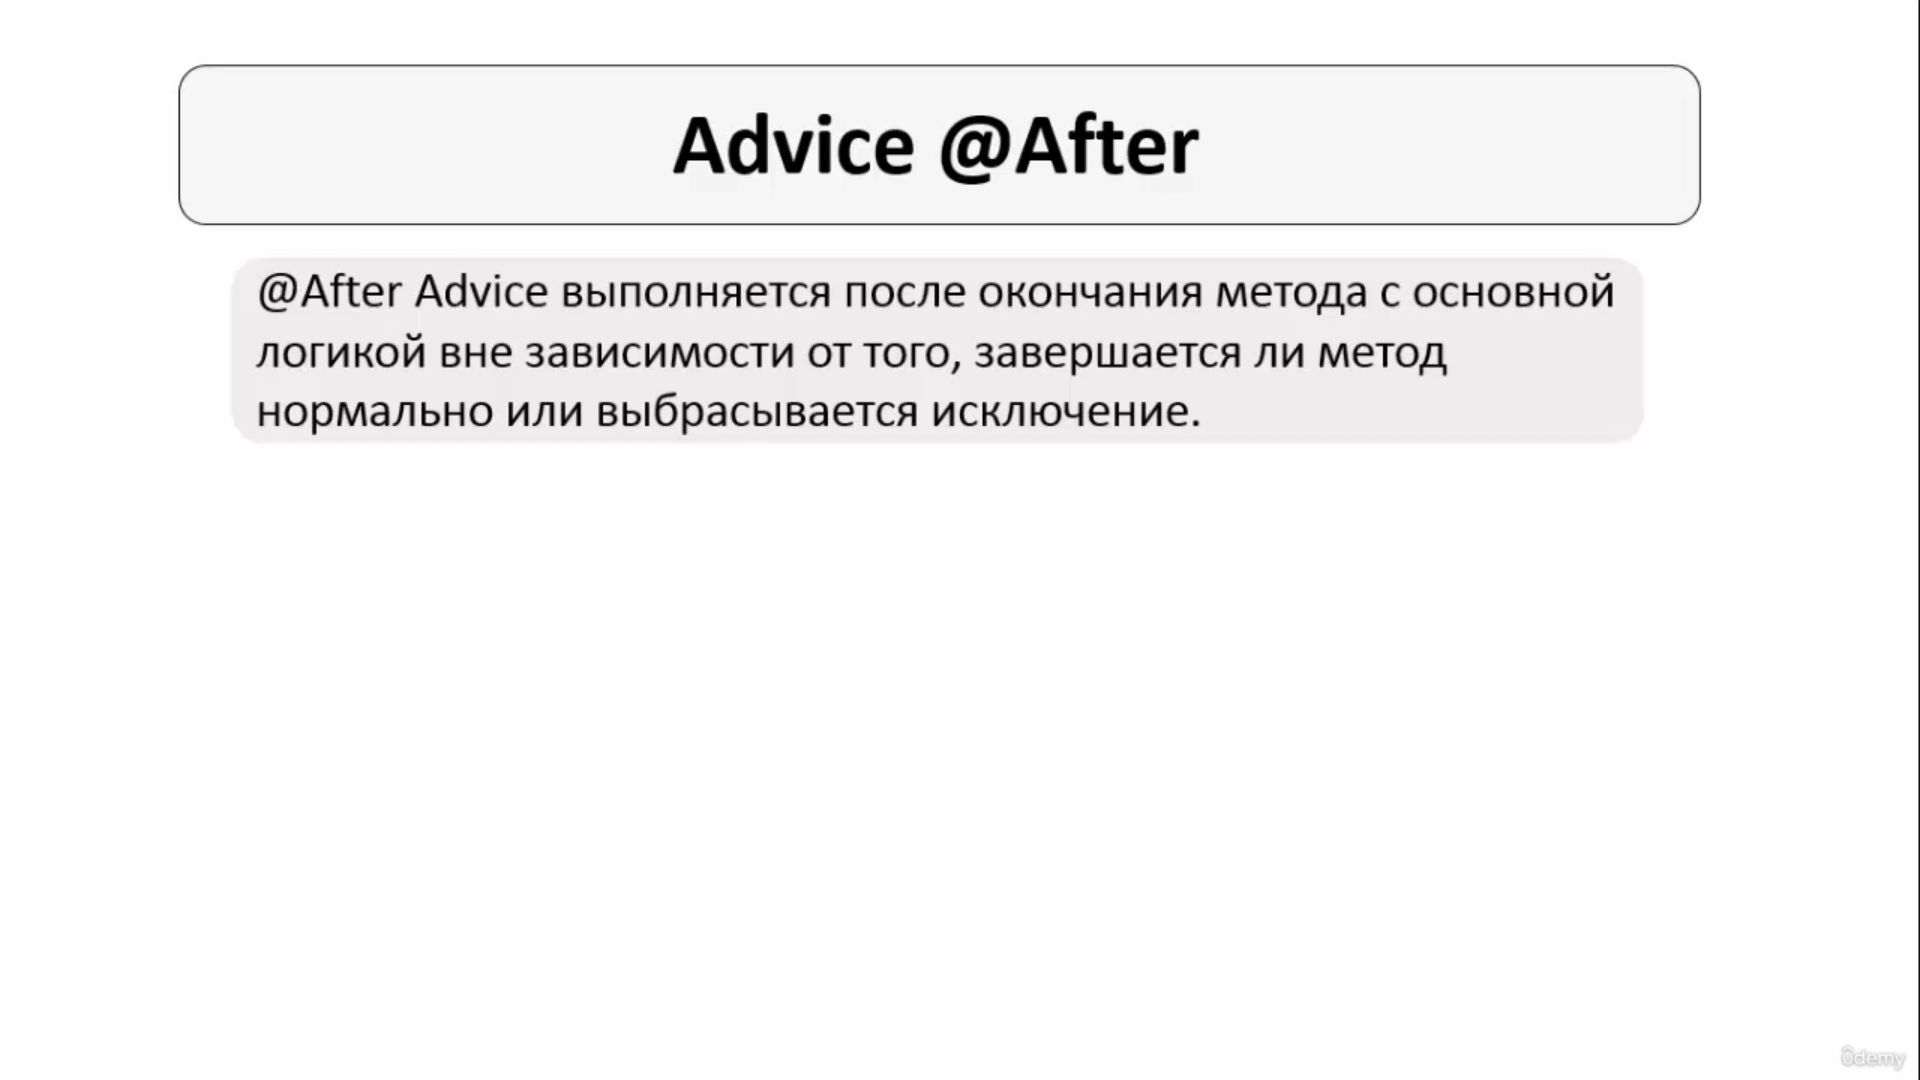 Advice @After
@After Advice выполняется после окончания метода с основной
логикой вне зависимости от того, завершается ли метод
нормально или выбрасывается исключение.
ûdemy